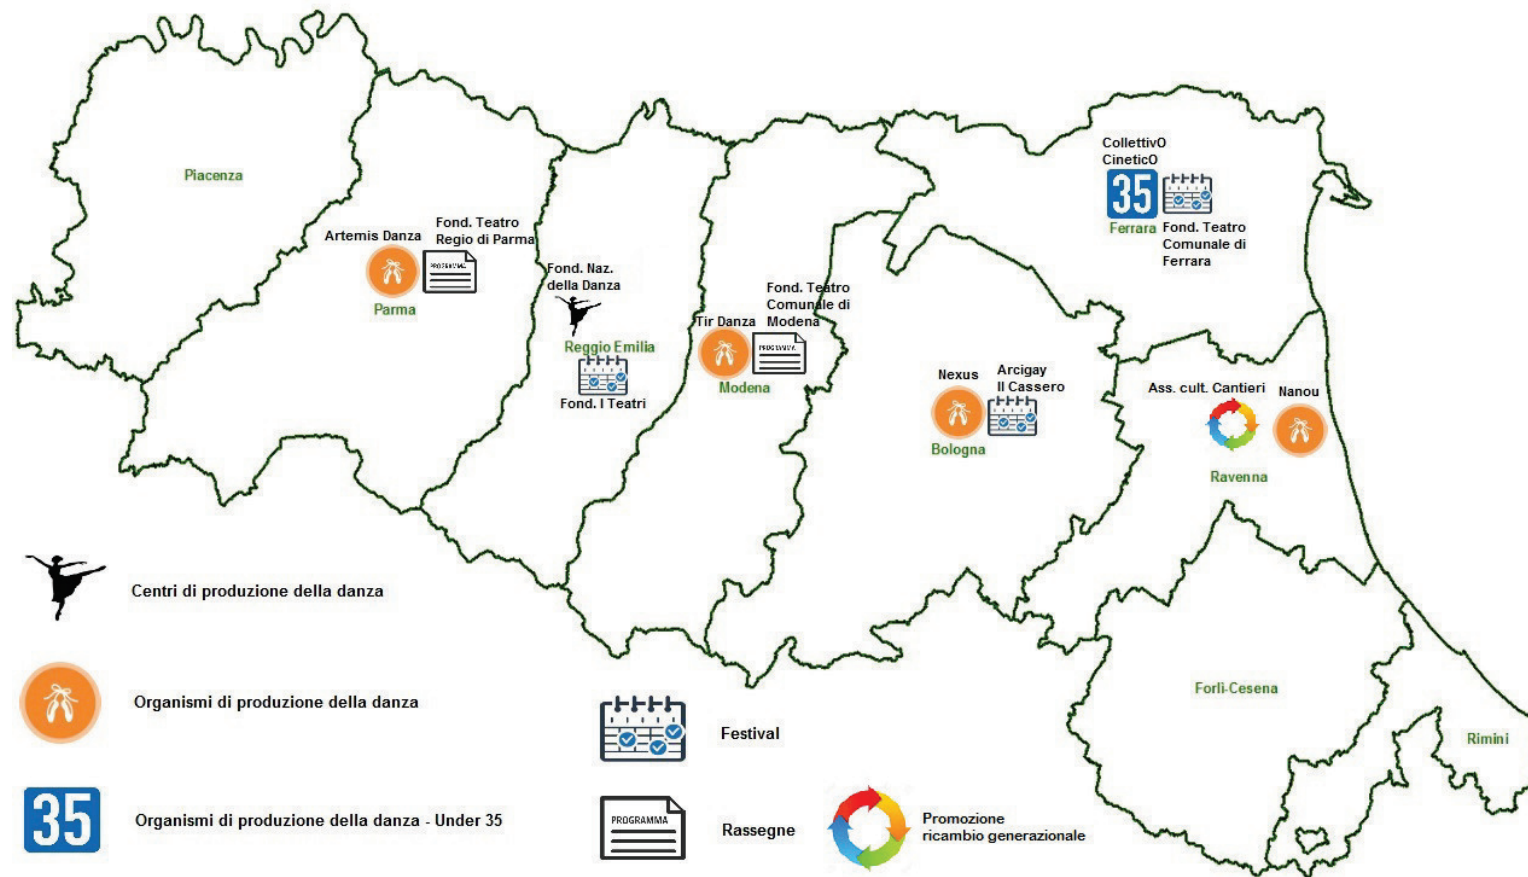 Piacenza
Artemis Danza
Fond. Teatro
Regio di Parma
PROGRAMMA
Parma
Fond. Naz.
della Danza
Reggio Emilia
Fond. I Teatri
Tir Danza
Fond. Teatro
Comunale di
Modena
PROGRAMMA
Modena
Nexus
Arcigay
Il Cassero
Bologna
CollettivO
CineticO
35
Ferrara
Fond. Teatro
Comunale di
Ferrara
Ass. cult. Cantieri
Nanou
Ravenna
Forlì-Cesena
Rimini
Centri di produzione della danza
Organismi di produzione della danza
35
Organismi di produzione della danza - Under 35
Festival
PROGRAMMA
Rassegne
Promozione
ricambio generazionale